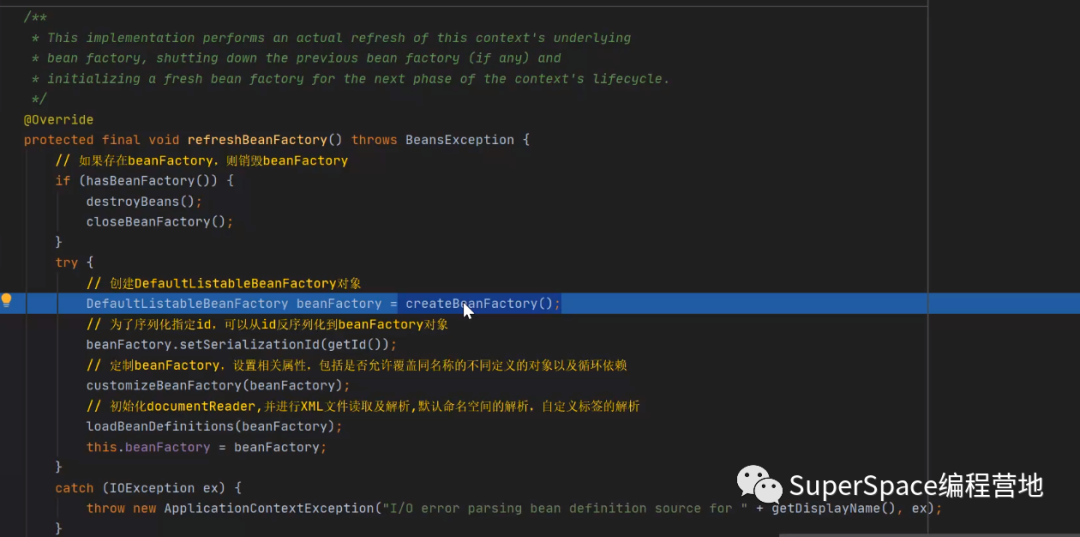 /**
 * This implementation performs an actual refresh of this context's underlying
 * bean factory, shutting down the previous bean factory (if any) and
 * initializing a fresh bean factory for the next phase of the context's lifecycle.
 */
@Override
protected final void refreshBeanFactory() throws BeansException {
    // 如果存在beanFactory，则销毁beanFactory
    if (hasBeanFactory()) {
        destroyBeans();
        closeBeanFactory();
    }
    try {
        // 创建DefaultListableBeanFactory对象
        DefaultListableBeanFactory beanFactory = createBeanFactory();
        // 为了序列化指定id，可以从id反序列化到beanFactory对象
        beanFactory.setSerializationId(getId());
        // 定制beanFactory，设置相关属性，包括是否允许覆盖同名称的不同定义的对象以及循环依赖
        customizeBeanFactory(beanFactory);
        // 初始化documentReader,并进行XML文件读取及解析,默认命名空间的解析，自定义标签的解析
        loadBeanDefinitions(beanFactory);
        this.beanFactory = beanFactory;
    }
    catch (IOException ex) {
        throw new ApplicationContextException("I/O error parsing bean definition source for " + getDisplayName(), ex);
    }
SuperSpace编程营地